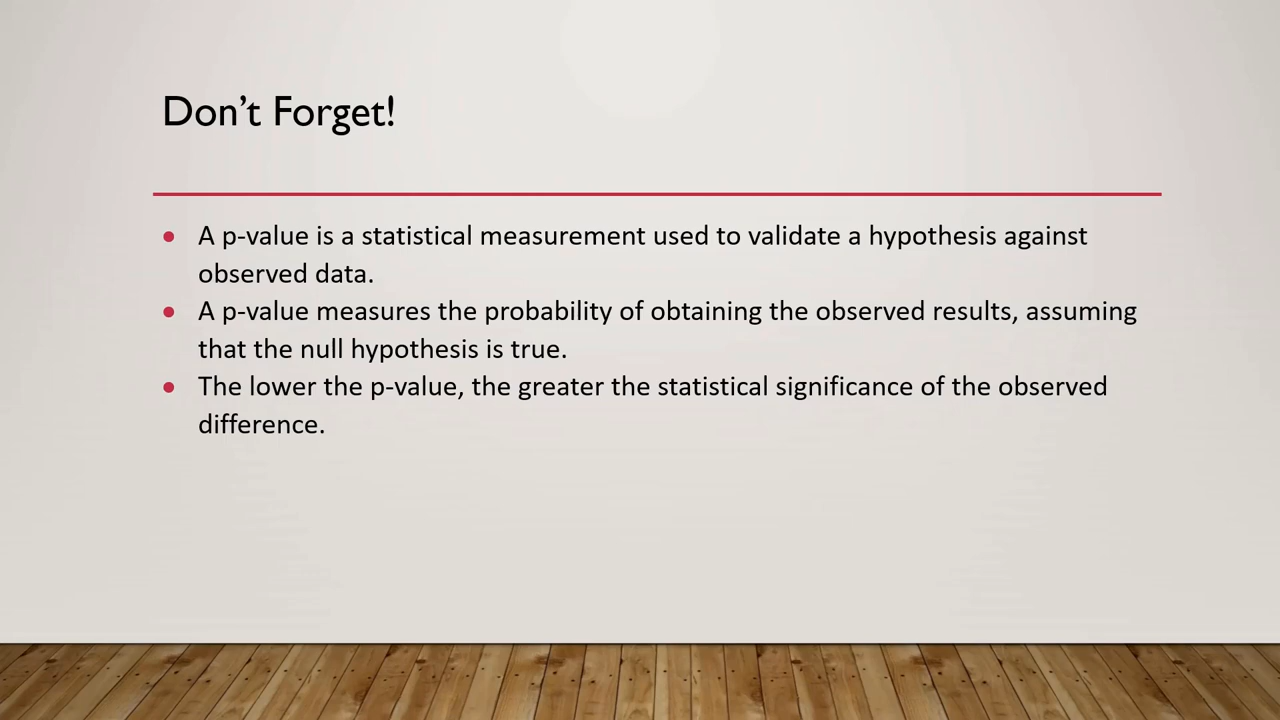 Don’t Forget!
• A p-value is a statistical measurement used to validate a hypothesis against
observed data.
• A p-value measures the probability of obtaining the observed results, assuming
that the null hypothesis is true.
• The lower the p-value, the greater the statistical significance of the observed
difference.